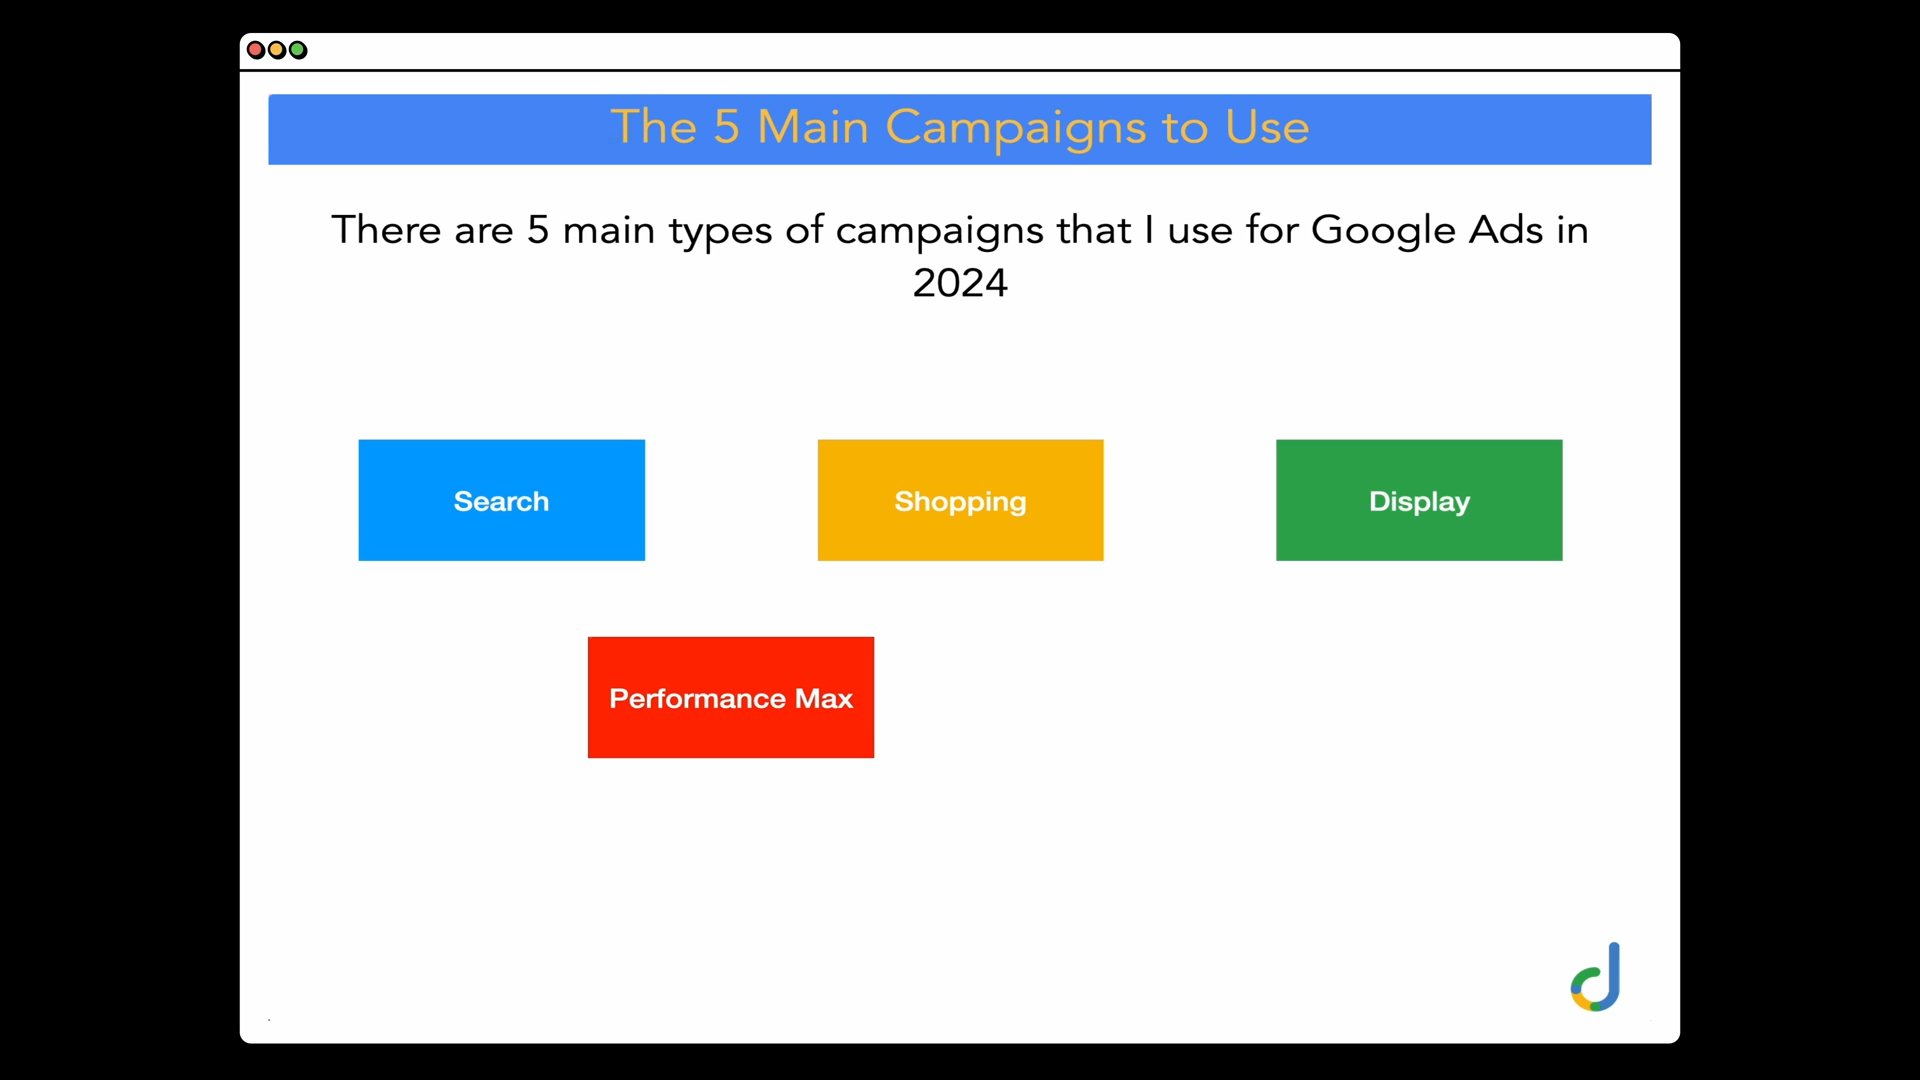 The 5 Main Campaigns to Use
There are 5 main types of campaigns that I use for Google Ads in
2024
Search
Shopping
Display
Performance Max